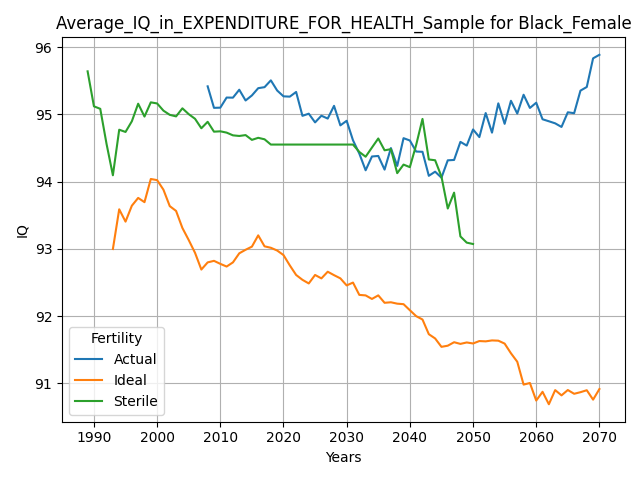 Average_IQ_in_EXPENDITURE_FOR_HEALTH_Sample for Black_Female
96
95
94
93
92
91
IQ
Fertility
Actual
Ideal
Sterile
1990 2000 2010 2020 2030 2040 2050 2060 2070
Years